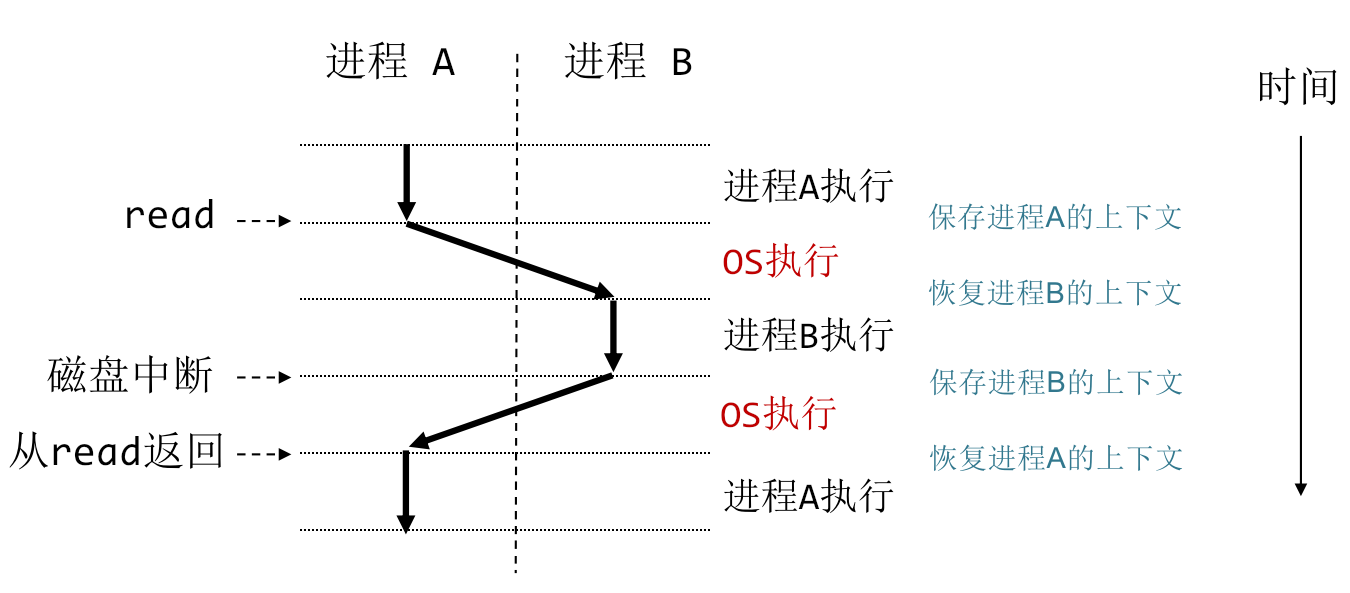 进程 A
进程 B
时间
进程A执行
read
保存进程A的上下文
OS执行
恢复进程B的上下文
进程B执行
磁盘中断
保存进程B的上下文
OS执行
从read返回
恢复进程A的上下文
进程A执行